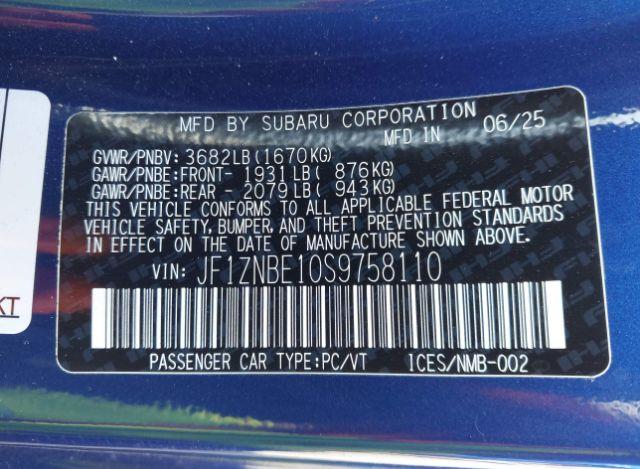 MFD BY SUBARU CORPORATION
MFD IN 06/25
GVWR/PNBV: 3682LB(1670KG)
GAWR/PNBE:FRONT- 1931LB( 876KG)
GAWR/PNBE:REAR - 2079LB( 943KG)
THIS VEHICLE CONFORMS TO ALL APPLICABLE FEDERAL MOTOR
VEHICLE SAFETY, BUMPER, AND THEFT PREVENTION STANDARDS
IN EFFECT ON THE DATE OF MANUFACTURE SHOWN ABOVE.
VIN: JF1ZNBE10S9758110
PASSENGER CAR TYPE:PC/VT ICES/NMB-002
KT